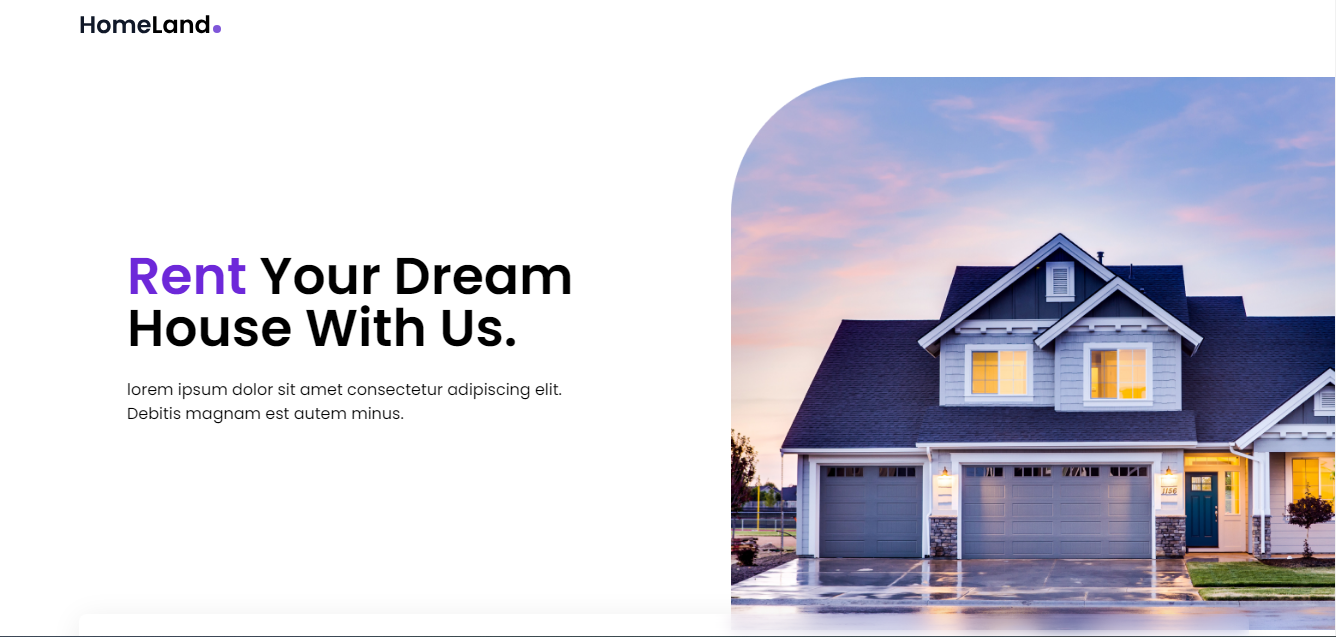 HomeLand
Rent Your Dream
House With Us.
lorem ipsum dolor sit amet consectetur adipiscing elit.
Debitis magnam est autem minus.
1156